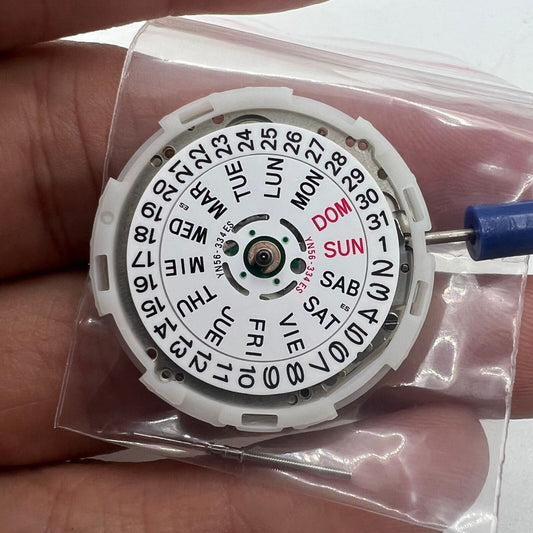 1
2
3
4
5
6
7
8
9
10
11
12
13
14
15
16
17
18
19
20
21
22
23
24
25
26
27
28
29
30
31
SUN
SAB
ES
SAT
VIE
FRI
JUE
THU
MIE
WED
MAR
ES
TUE
LUN
MON
DOM
YN56-334ES
YN56-334ES